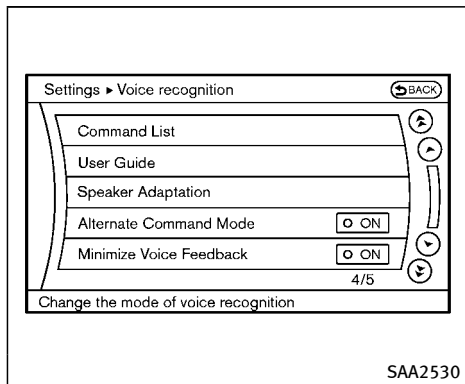 Settings ▸ Voice recognition BACK
Command List
User Guide
Speaker Adaptation
Alternate Command Mode ON
Minimize Voice Feedback ON
4/5
Change the mode of voice recognition
SAA2530